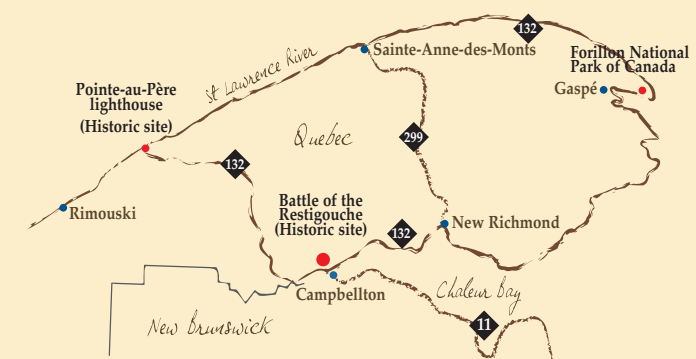 132
Sainte-Anne-des-Monts
Forillon National
Park of Canada
St Lawrence River
Gaspé
Pointe-au-Père
lighthouse
(Historic site)
Quebec
299
132
Battle of the
Restigouche
(Historic site)
Rimouski
New Richmond
132
Campbellton
Chaleur Bay
New Brunswick
11